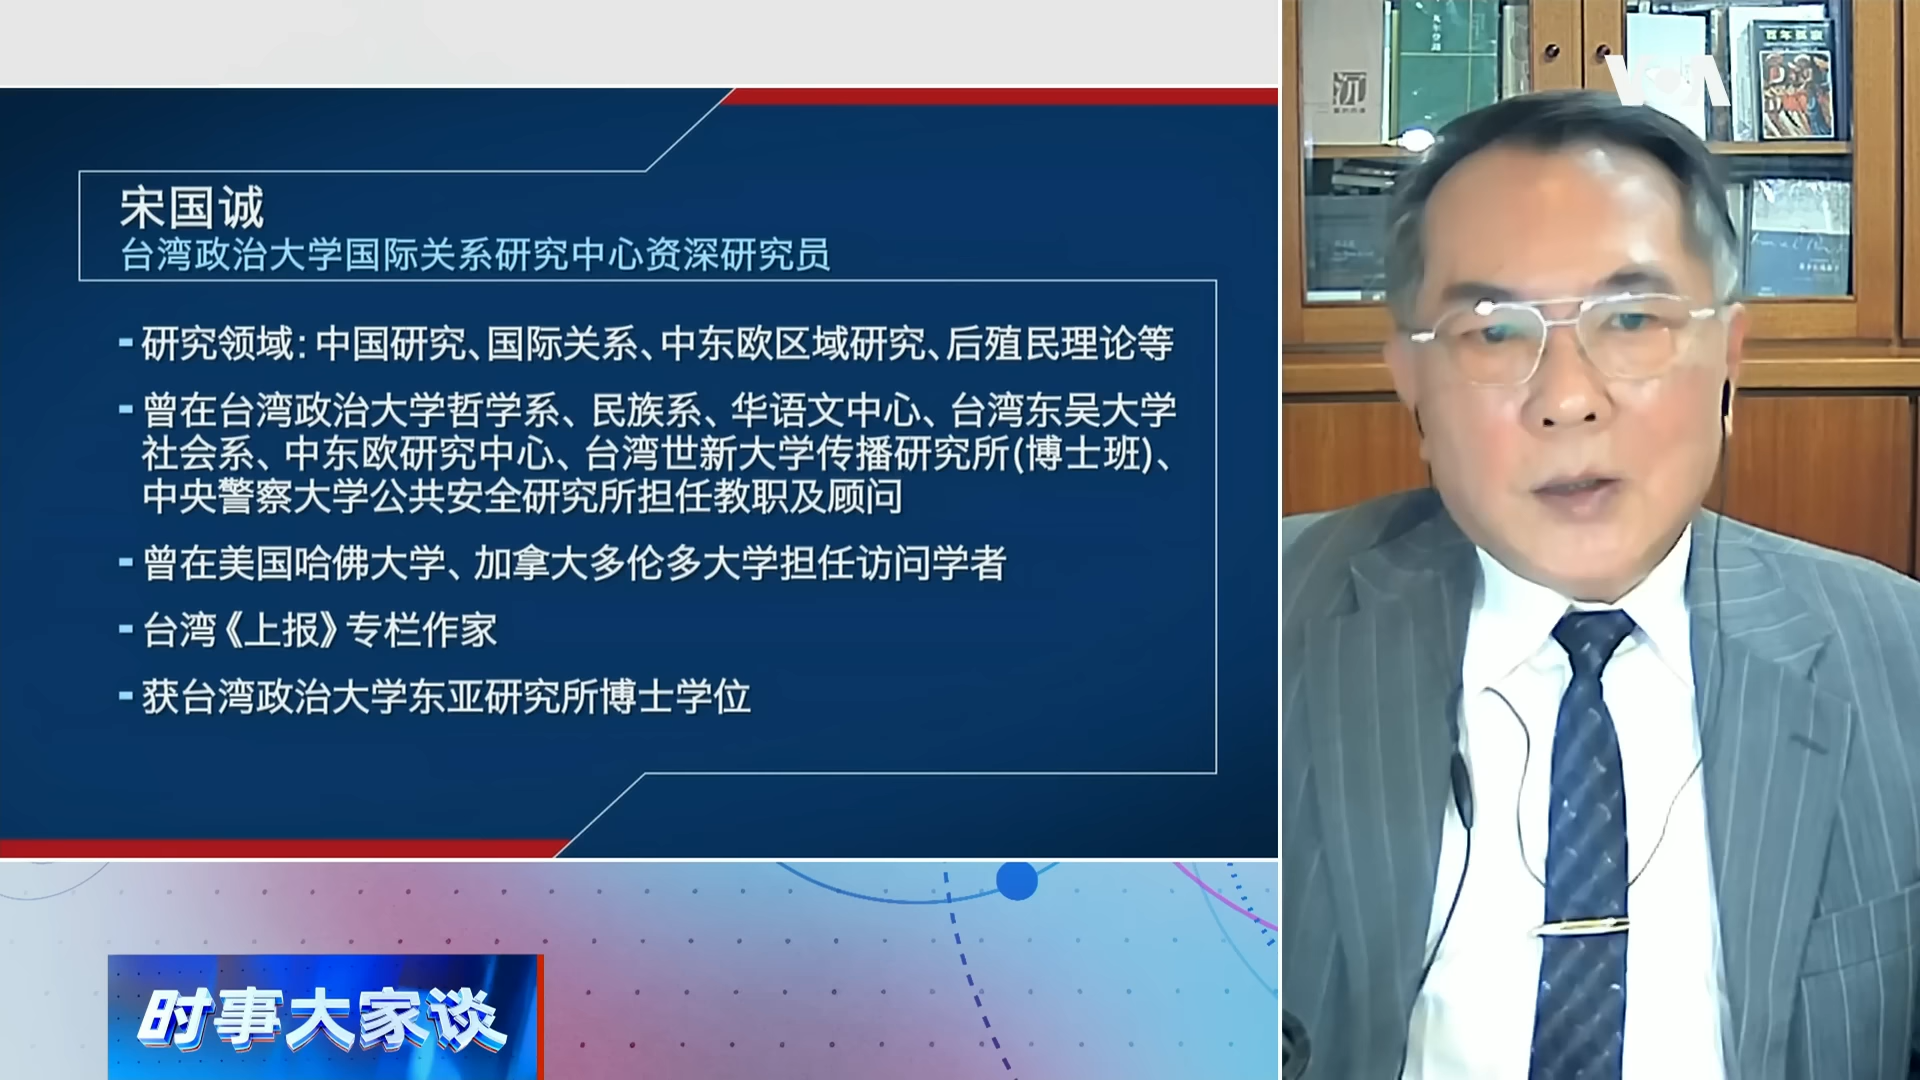 宋国诚
台湾政治大学国际关系研究中心资深研究员
- 研究领域：中国研究、国际关系、中东欧区域研究、后殖民理论等
- 曾在台湾政治大学哲学系、民族系、华语文中心、台湾东吴大学
社会系、中东欧研究中心、台湾世新大学传播研究所(博士班)、
中央警察大学公共安全研究所担任教职及顾问
- 曾在美国哈佛大学、加拿大多伦多大学担任访问学者
- 台湾《上报》专栏作家
- 获台湾政治大学东亚研究所博士学位
时事大家谈
VOA
百年孤寂
沉